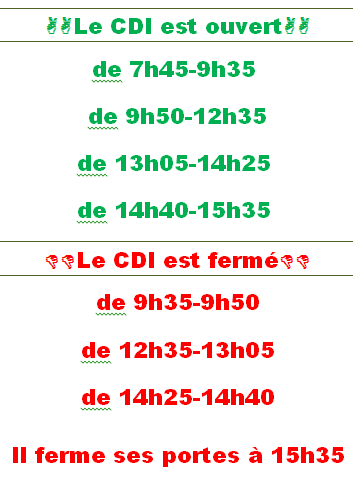 ✌✌Le CDI est ouvert✌✌
de 7h45-9h35
de 9h50-12h35
de 13h05-14h25
de 14h40-15h35
👎👎Le CDI est fermé👎👎
de 9h35-9h50
de 12h35-13h05
de 14h25-14h40
Il ferme ses portes à 15h35